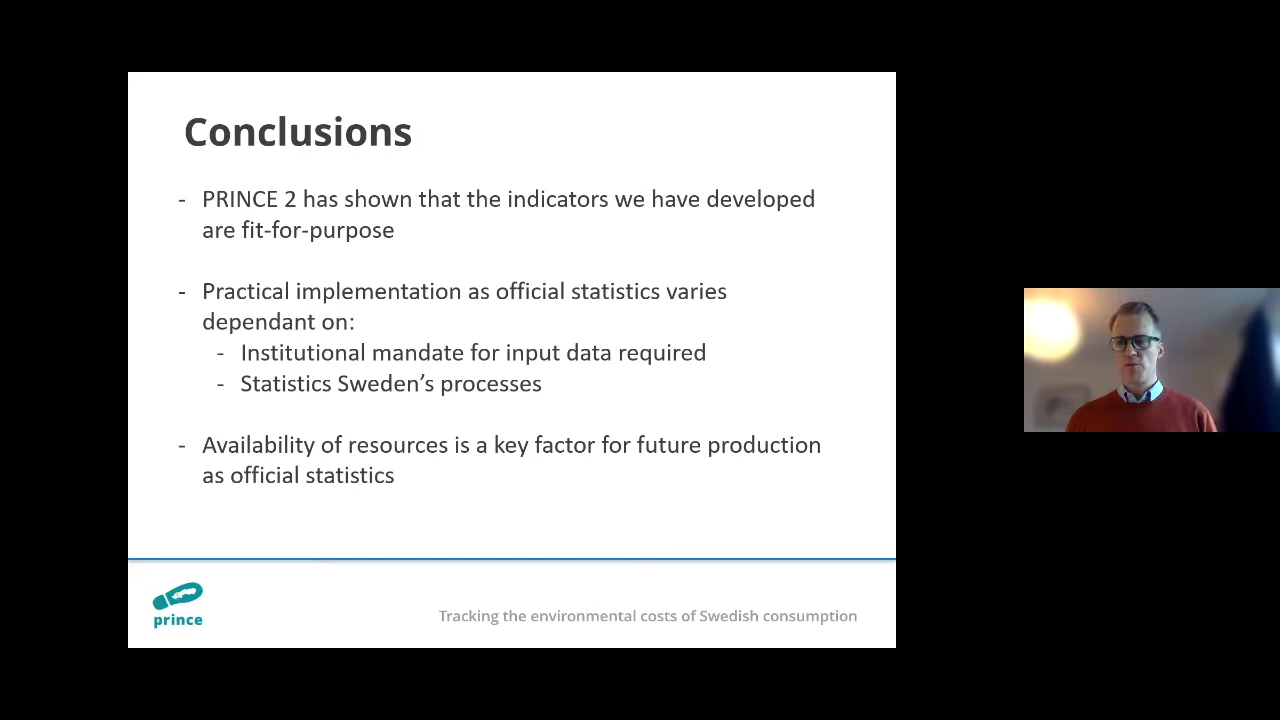 Conclusions
- PRINCE 2 has shown that the indicators we have developed
are fit-for-purpose
- Practical implementation as official statistics varies
dependant on:
- Institutional mandate for input data required
- Statistics Sweden’s processes
- Availability of resources is a key factor for future production
as official statistics
prince
Tracking the environmental costs of Swedish consumption